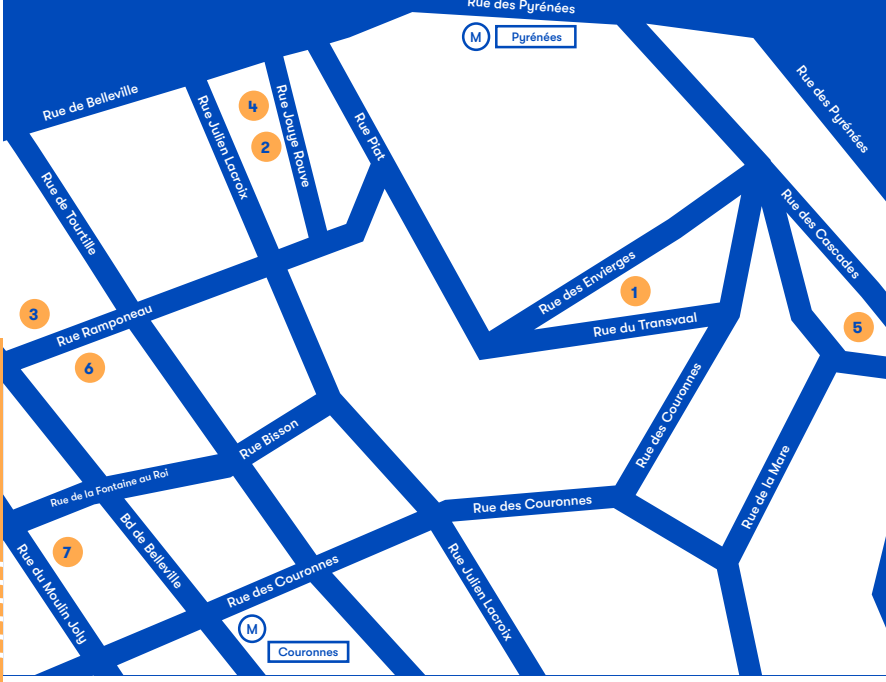 Rue des Pyrénées
M
Pyrénées
Rue des Pyrénées
Rue de Belleville
4
Rue Julien Lacroix
Rue Jouye Rouve
2
Rue Piat
Rue de Tourtille
Rue des Cascades
Rue des Envierges
1
3
Rue Ramponeau
Rue du Transvaal
5
6
Rue des Couronnes
Rue Bisson
Rue de la Fontaine au Roi
Rue de la Mare
Rue des Couronnes
Bd de Belleville
7
Rue du Moulin Joly
Rue des Couronnes
Rue Julien Lacroix
M
Couronnes